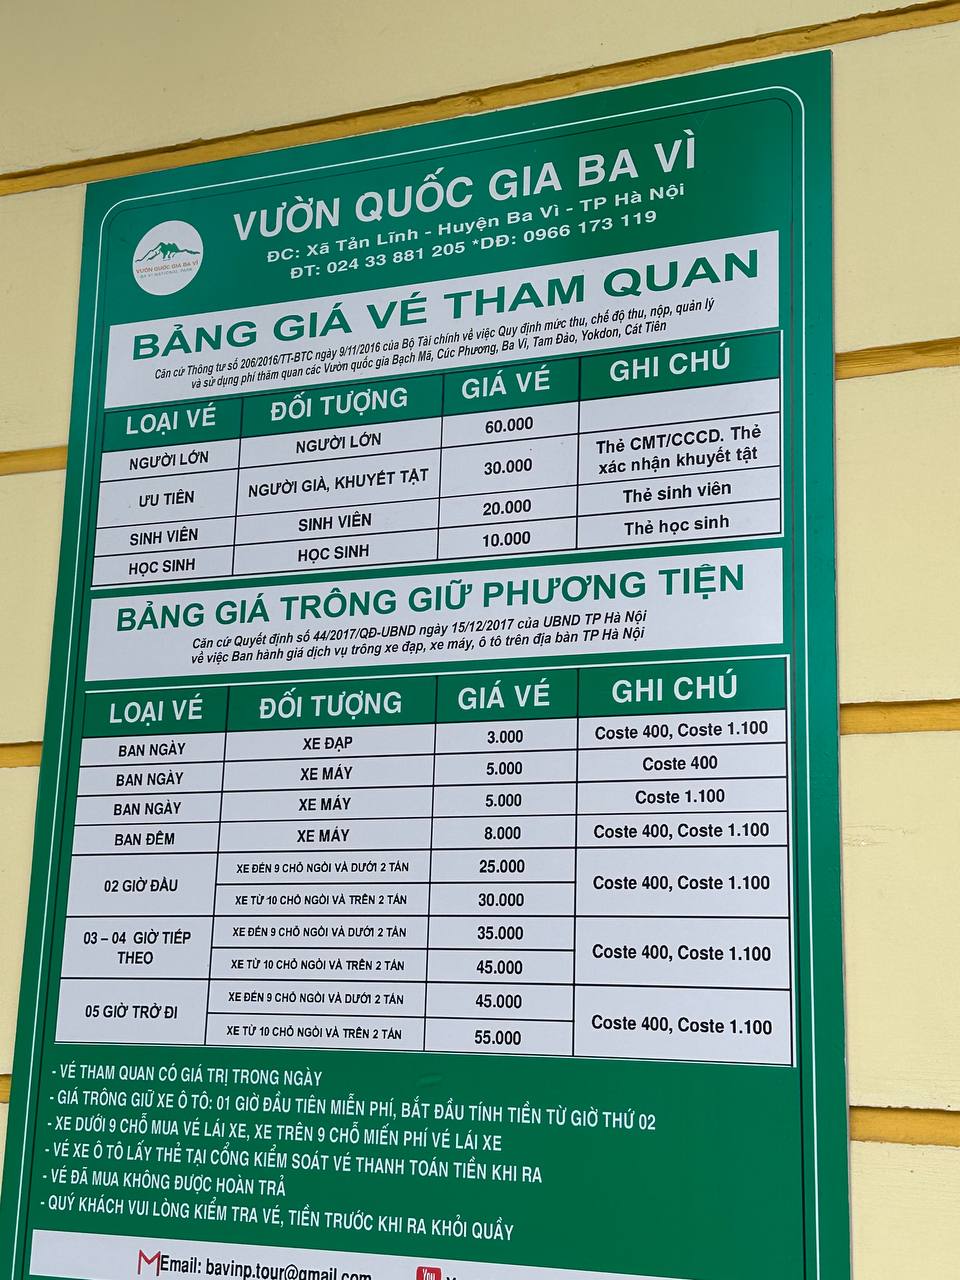 VƯỜN QUỐC GIA BA VÌ
BA VI NATIONAL PARK
VƯỜN QUỐC GIA BA VÌ
ĐC: Xã Tản Lĩnh - Huyện Ba Vì - TP Hà Nội
ĐT: 024 33 881 205 *DĐ: 0966 173 119
BẢNG GIÁ VÉ THAM QUAN
Căn cứ Thông tư số 206/2016/TT-BTC ngày 9/11/2016 của Bộ Tài chính về việc Quy định mức thu, chế độ thu, nộp, quản lý
và sử dụng phí thăm quan các Vườn quốc gia Bạch Mã, Cúc Phương, Ba Vì, Tam Đảo, Yokdon, Cát Tiên
LOẠI VÉ ĐỐI TƯỢNG GIÁ VÉ GHI CHÚ
NGƯỜI LỚN NGƯỜI LỚN 60.000
ƯU TIÊN NGƯỜI GIÀ, KHUYẾT TẬT 30.000 Thẻ CMT/CCCD. Thẻ
xác nhận khuyết tật
SINH VIÊN SINH VIÊN 20.000 Thẻ sinh viên
HỌC SINH HỌC SINH 10.000 Thẻ học sinh
BẢNG GIÁ TRÔNG GIỮ PHƯƠNG TIỆN
Căn cứ Quyết định số 44/2017/QĐ-UBND ngày 15/12/2017 của UBND TP Hà Nội
về việc Ban hành giá dịch vụ trông xe đạp, xe máy, ô tô trên địa bàn TP Hà Nội
LOẠI VÉ ĐỐI TƯỢNG GIÁ VÉ GHI CHÚ
BAN NGÀY XE ĐẠP 3.000 Coste 400, Coste 1.100
BAN NGÀY XE MÁY 5.000 Coste 400
BAN NGÀY XE MÁY 5.000 Coste 1.100
BAN ĐÊM XE MÁY 8.000 Coste 400, Coste 1.100
02 GIỜ ĐẦU XE ĐẾN 9 CHỖ NGỒI VÀ DƯỚI 2 TẤN 25.000 Coste 400, Coste 1.100
XE TỪ 10 CHỖ NGỒI VÀ TRÊN 2 TẤN 30.000
03 – 04 GIỜ TIẾP
THEO XE ĐẾN 9 CHỖ NGỒI VÀ DƯỚI 2 TẤN 35.000 Coste 400, Coste 1.100
XE TỪ 10 CHỖ NGỒI VÀ TRÊN 2 TẤN 45.000
05 GIỜ TRỞ ĐI XE ĐẾN 9 CHỖ NGỒI VÀ DƯỚI 2 TẤN 45.000 Coste 400, Coste 1.100
XE TỪ 10 CHỖ NGỒI VÀ TRÊN 2 TẤN 55.000
- VÉ THAM QUAN CÓ GIÁ TRỊ TRONG NGÀY
- GIÁ TRÔNG GIỮ XE Ô TÔ: 01 GIỜ ĐẦU TIÊN MIỄN PHÍ, BẮT ĐẦU TÍNH TIỀN TỪ GIỜ THỨ 02
- XE DƯỚI 9 CHỖ MUA VÉ LÁI XE, XE TRÊN 9 CHỖ MIẾN PHÍ VÉ LÁI XE
- VÉ XE Ô TÔ LẤY THẺ TẠI CỔNG KIỂM SOÁT VÉ THANH TOÁN TIỀN KHI RA
- VÉ ĐÃ MUA KHÔNG ĐƯỢC HOÀN TRẢ
- QUÝ KHÁCH VUI LÒNG KIỂM TRA VÉ, TIỀN TRƯỚC KHI RA KHỎI QUẦY
Email: bavinp.tour@gmail.com You